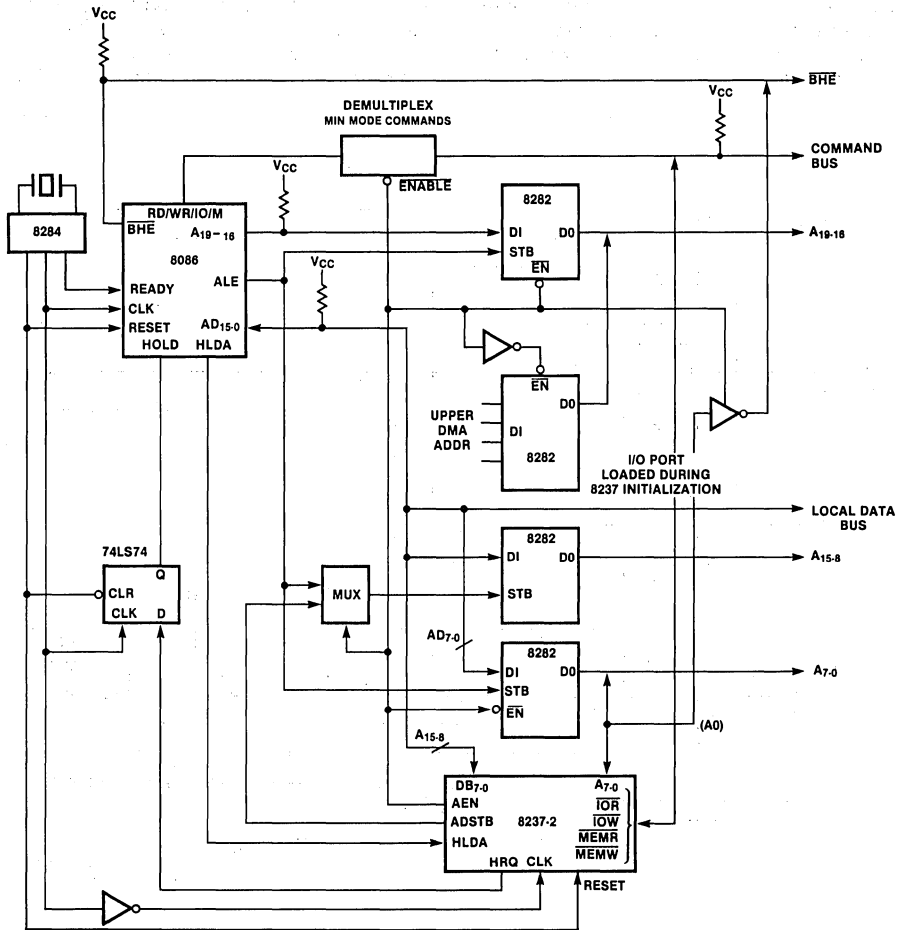 VCC
BHE
DEMULTIPLEX
MIN MODE COMMANDS
VCC
COMMAND
BUS
VCC
ENABLE
8284
RD/WR/IO/M
BHE
A19-16
8086
ALE
READY
CLK
RESET
AD15-0
HOLD
HLDA
VCC
8282
DI
D0
STB
EN
A19-16
EN
D0
UPPER
DMA
ADDR
DI
8282
I/O PORT
LOADED DURING
8237 INITIALIZATION
LOCAL DATA
BUS
74LS74
Q
CLR
CLK
D
MUX
8282
DI
D0
STB
A15-8
AD7-0
8282
DI
D0
STB
EN
A7-0
(A0)
A15-8
DB7-0
A7-0
AEN
IOR
ADSTB
8237-2
IOW
HLDA
MEMR
MEMW
HRQ
CLK
RESET